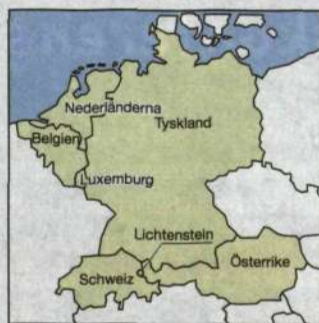 Nederländerna
Tyskland
Belgien
Luxemburg
Lichtenstein
Österrike
Schweiz